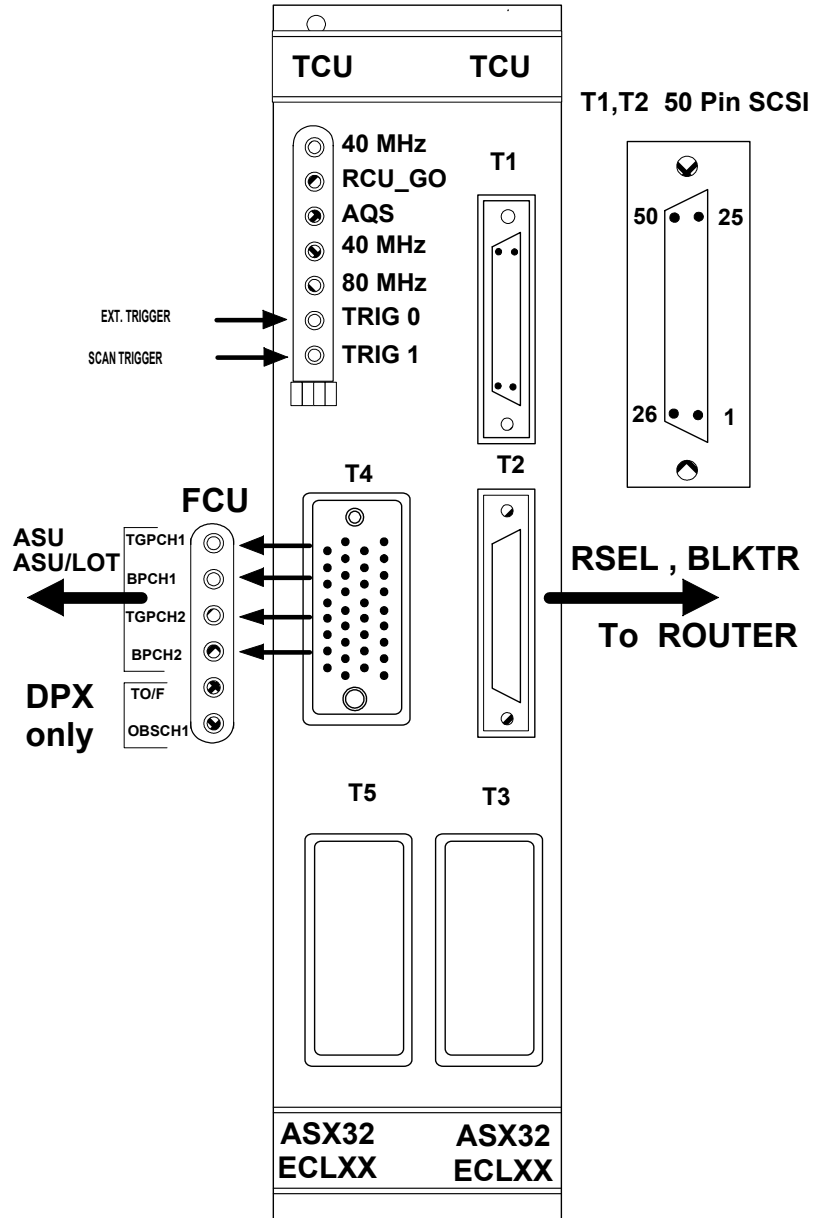 TCU TCU
T1,T2 50 Pin SCSI
40 MHz
RCU_GO
AQS
40 MHz
80 MHz
TRIG 0
TRIG 1
EXT. TRIGGER
SCAN TRIGGER
T1
50 25
26 1
T2
T4
FCU
ASU
ASU/LOT
TGPCH1
BPCH1
TGPCH2
BPCH2
TO/F
OBSCH1
DPX
only
RSEL , BLKTR
To ROUTER
T5 T3
ASX32 ASX32
ECLXX ECLXX